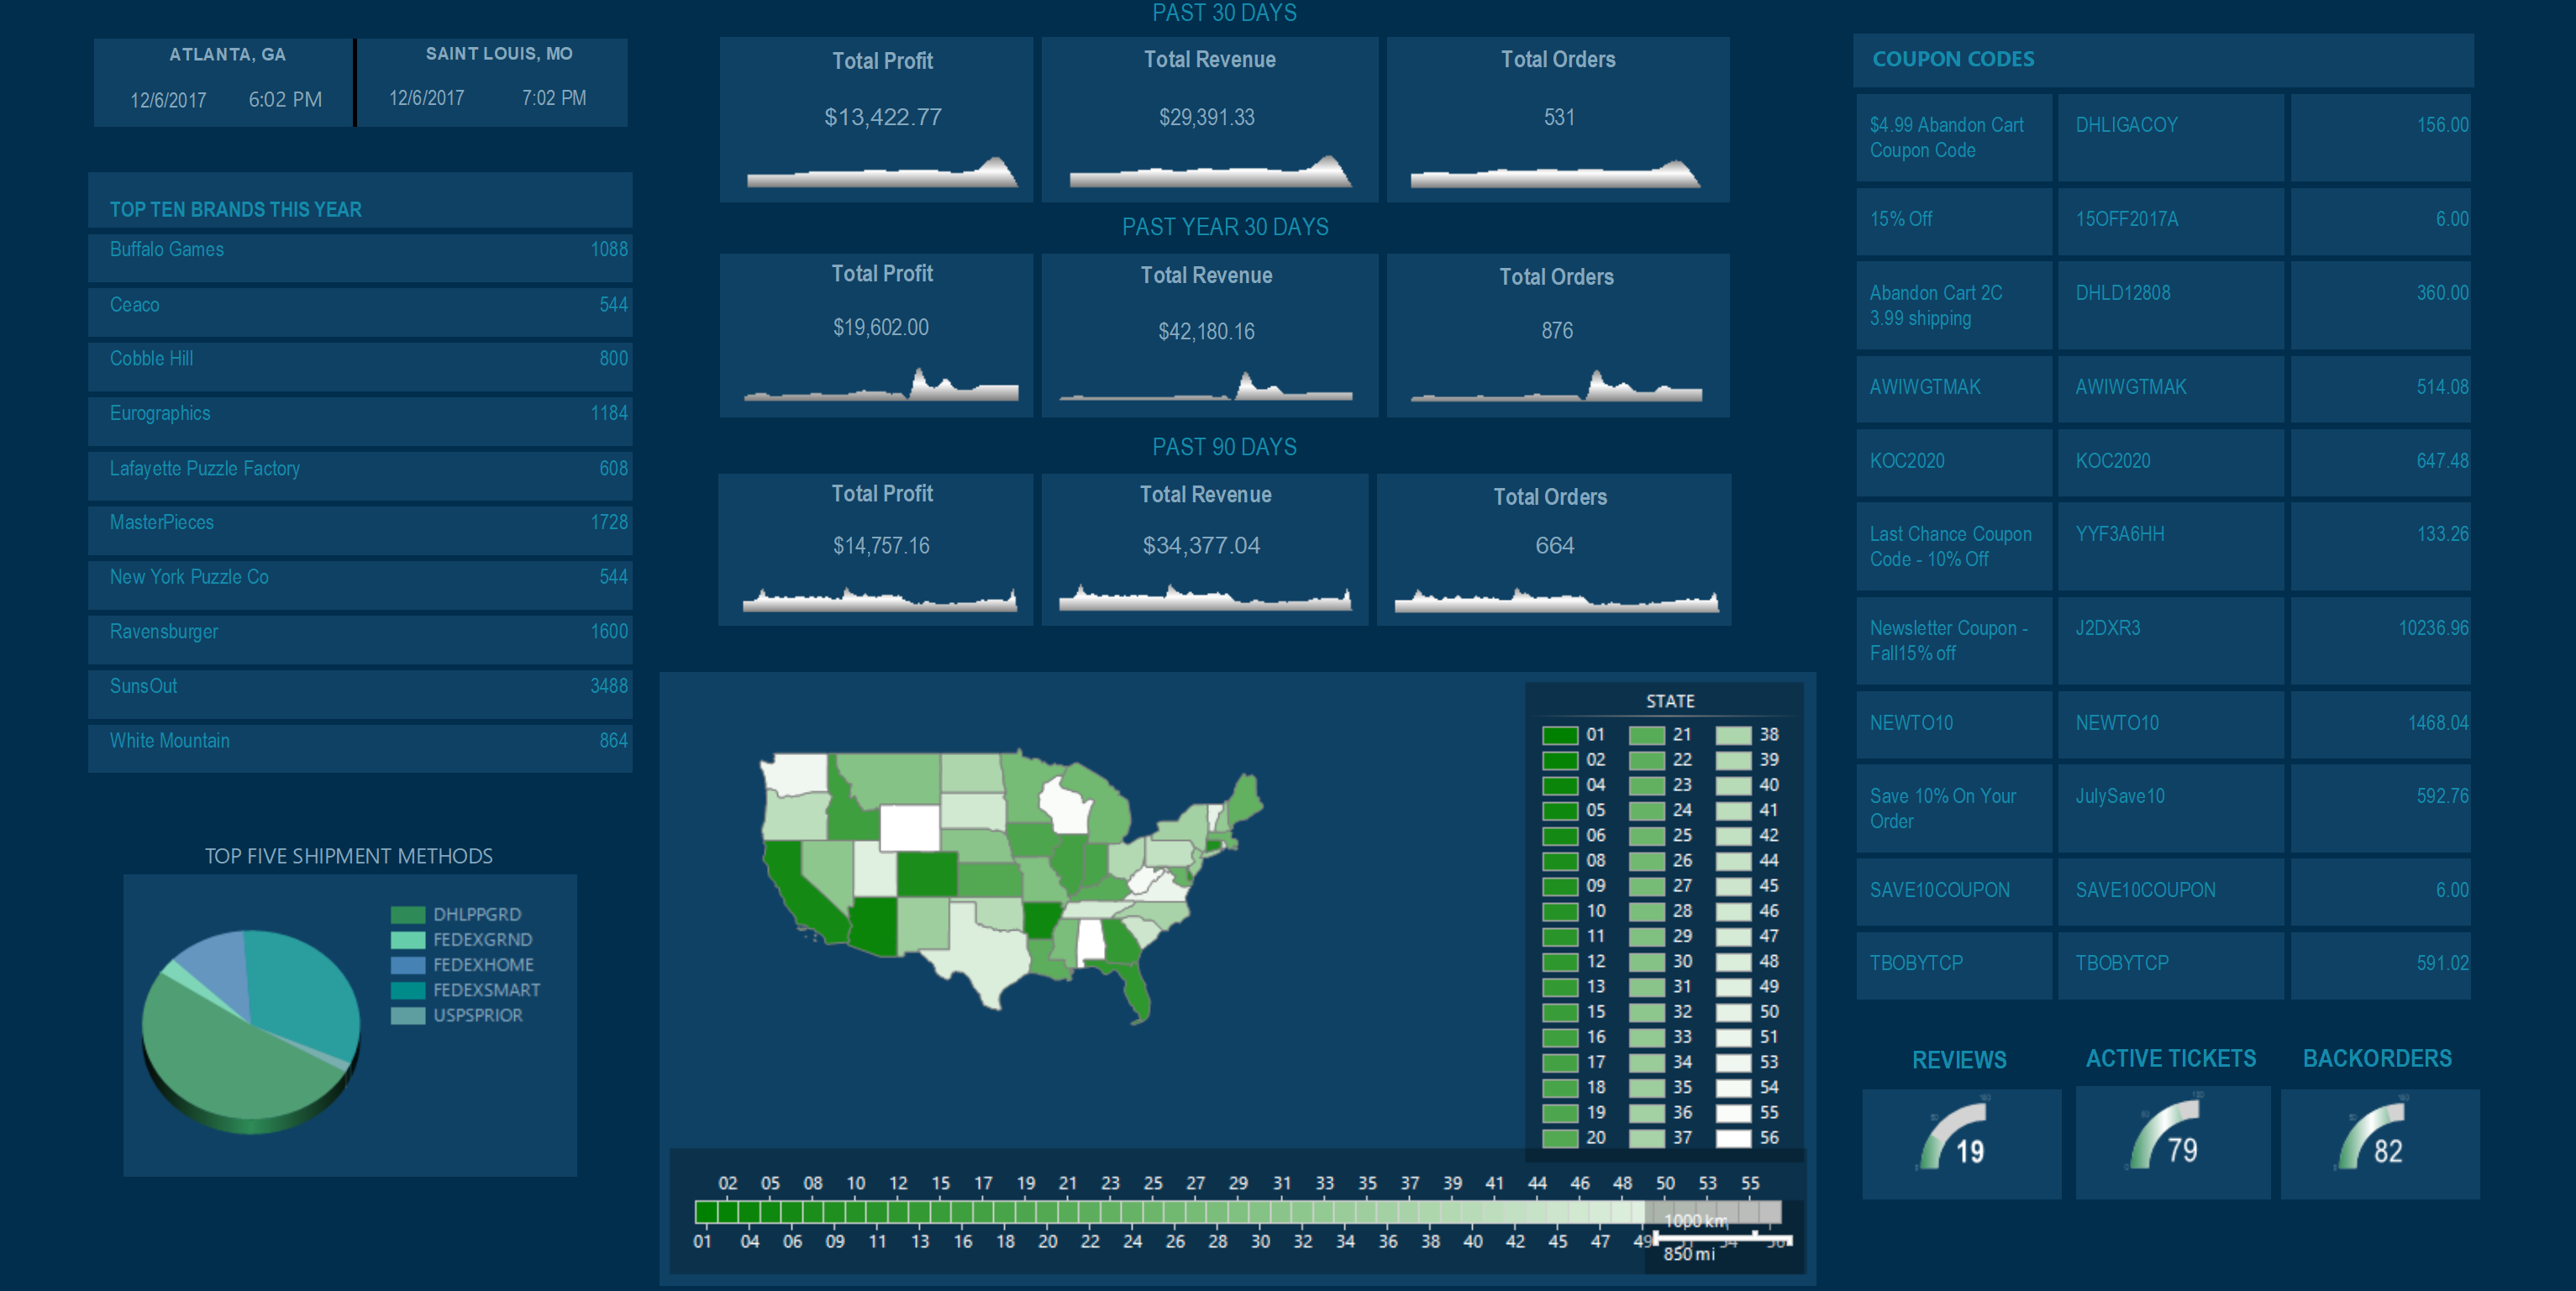 ATLANTA, GA
12/6/2017 6:02 PM
SAINT LOUIS, MO
12/6/2017 7:02 PM
TOP TEN BRANDS THIS YEAR
Buffalo Games 1088
Ceaco 544
Cobble Hill 800
Eurographics 1184
Lafayette Puzzle Factory 608
MasterPieces 1728
New York Puzzle Co 544
Ravensburger 1600
SunsOut 3488
White Mountain 864
TOP FIVE SHIPMENT METHODS
DHLPPGRD
FEDEXGRND
FEDEXHOME
FEDEXSMART
USPSPRIOR
PAST 30 DAYS
Total Profit
$13,422.77
Total Revenue
$29,391.33
Total Orders
531
PAST YEAR 30 DAYS
Total Profit
$19,602.00
Total Revenue
$42,180.16
Total Orders
876
PAST 90 DAYS
Total Profit
$14,757.16
Total Revenue
$34,377.04
Total Orders
664
STATE
01 21 38
02 22 39
04 23 40
05 24 41
06 25 42
08 26 44
09 27 45
10 28 46
11 29 47
12 30 48
13 31 49
15 32 50
16 33 51
17 34 53
18 35 54
19 36 55
20 37 56
02 05 08 10 12 15 17 19 21 23 25 27 29 31 33 35 37 39 41 44 46 48 50 53 55
1000 km
01 04 06 09 11 13 16 18 20 22 24 26 28 30 32 34 36 38 40 42 45 47 49
850 mi
COUPON CODES
$4.99 Abandon Cart
Coupon Code
DHLIGACOY 156.00
15% Off 15OFF2017A 6.00
Abandon Cart 2C
3.99 shipping
DHLD12808 360.00
AWIWGTMAK AWIWGTMAK 514.08
KOC2020 KOC2020 647.48
Last Chance Coupon
Code - 10% Off
YYF3A6HH 133.26
Newsletter Coupon -
Fall15% off
J2DXR3 10236.96
NEWTO10 NEWTO10 1468.04
Save 10% On Your
Order
JulySave10 592.76
SAVE10COUPON SAVE10COUPON 6.00
TBOBYTCP TBOBYTCP 591.02
REVIEWS
19
ACTIVE TICKETS
79
BACKORDERS
82